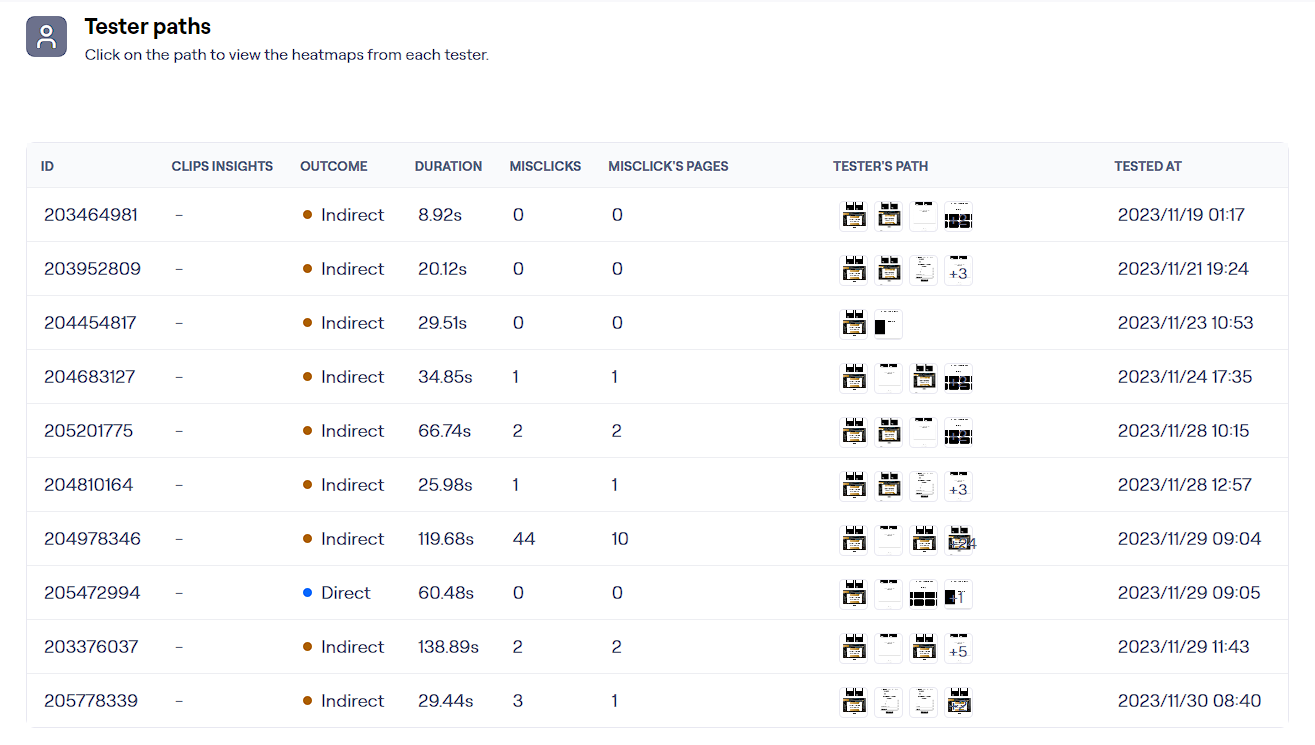 Tester paths
Click on the path to view the heatmaps from each tester.
ID CLIPS INSIGHTS OUTCOME DURATION MISCLICKS MISCLICK'S PAGES TESTER'S PATH TESTED AT
203464981 – Indirect 8.92s 0 0 2023/11/19 01:17
203952809 – Indirect 20.12s 0 0 +3 2023/11/21 19:24
204454817 – Indirect 29.51s 0 0 2023/11/23 10:53
204683127 – Indirect 34.85s 1 1 2023/11/24 17:35
205201775 – Indirect 66.74s 2 2 2023/11/28 10:15
204810164 – Indirect 25.98s 1 1 +3 2023/11/28 12:57
204978346 – Indirect 119.68s 44 10 +24 2023/11/29 09:04
205472994 – Direct 60.48s 0 0 +1 2023/11/29 09:05
203376037 – Indirect 138.89s 2 2 +5 2023/11/29 11:43
205778339 – Indirect 29.44s 3 1 2023/11/30 08:40